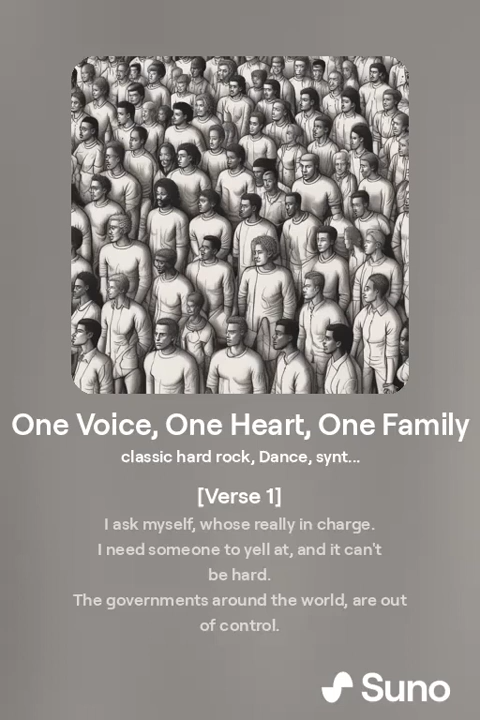 One Voice, One Heart, One Family
classic hard rock, Dance, synt...
[Verse 1]
I ask myself, whose really in charge.
I need someone to yell at, and it can't
be hard.
The governments around the world, are out
of control.
Suno